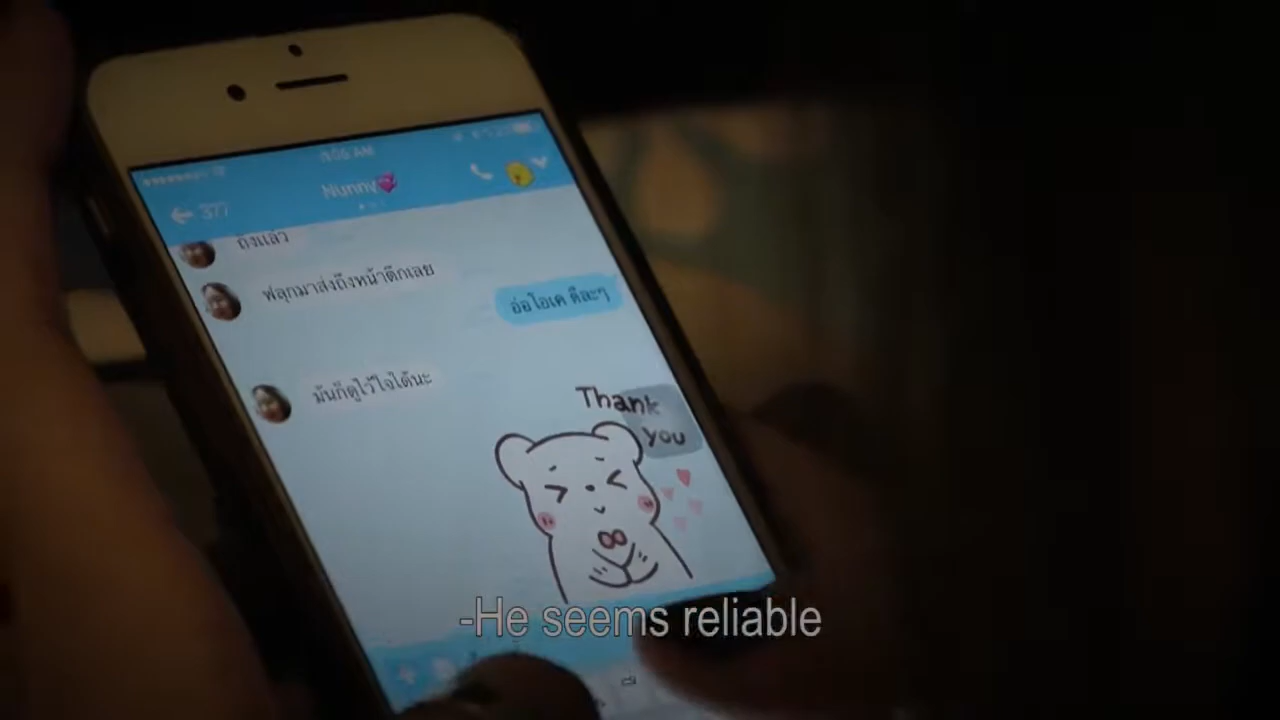 Nunny💗
377
ถึงแล้ว
ฟลุกมาส่งถึงหน้าตึกเลย
อ่อโอเค ดีละๆ
มันก็ดูไว้ใจได้นะ
Thank
you
-He seems reliable